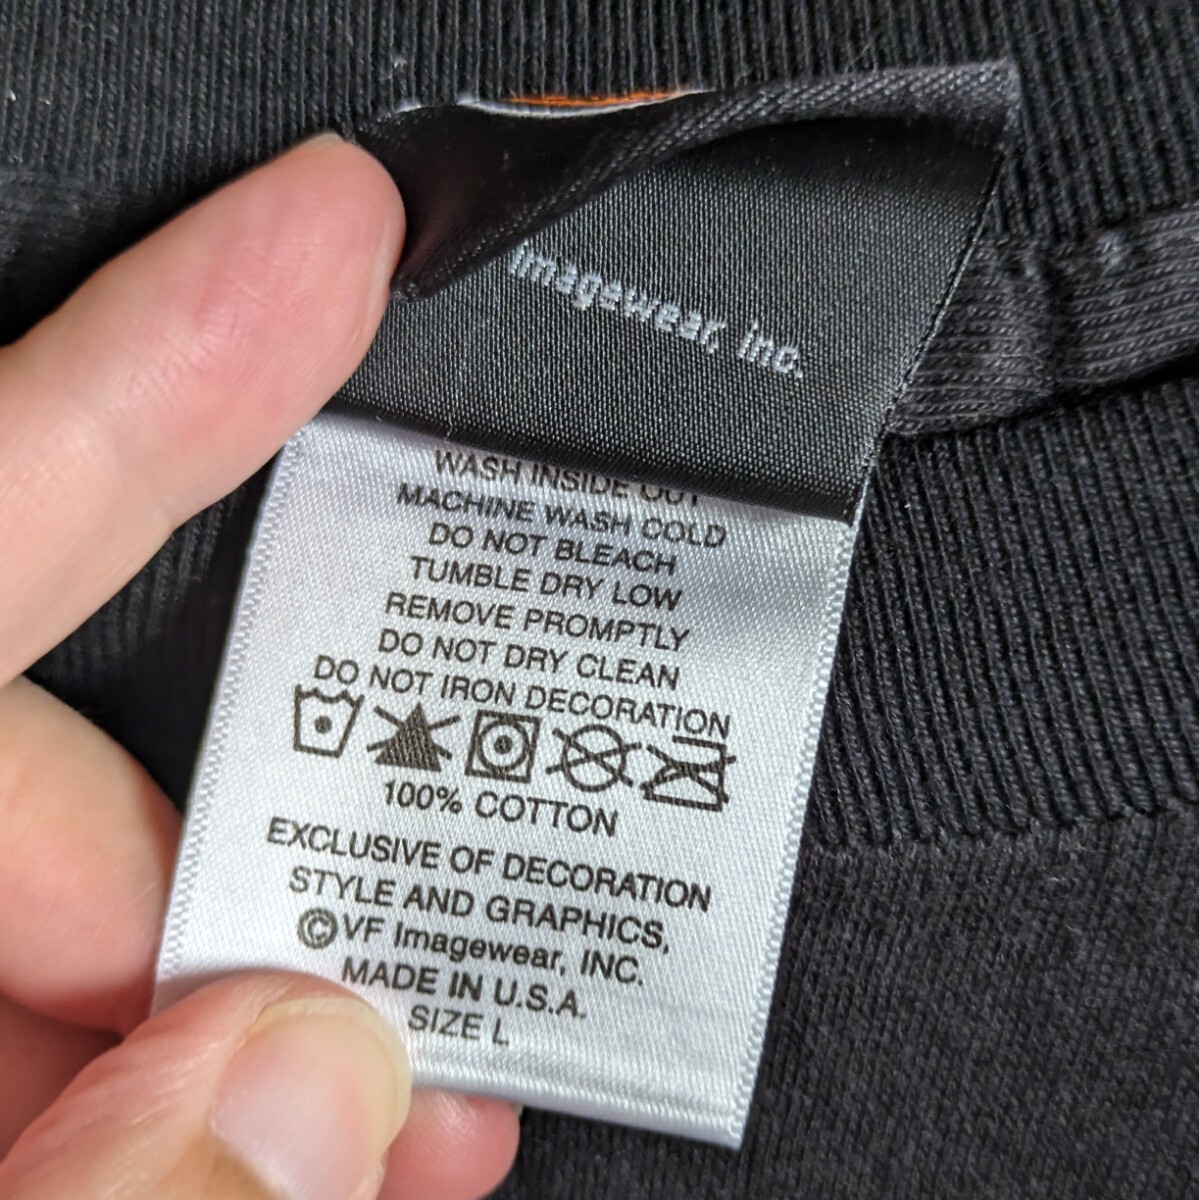 imagewear, inc.
WASH INSIDE OUT
MACHINE WASH COLD
DO NOT BLEACH
TUMBLE DRY LOW
REMOVE PROMPTLY
DO NOT DRY CLEAN
DO NOT IRON DECORATION
100% COTTON
EXCLUSIVE OF DECORATION
STYLE AND GRAPHICS,
©VF Imagewear, INC.
MADE IN U.S.A.
SIZE L